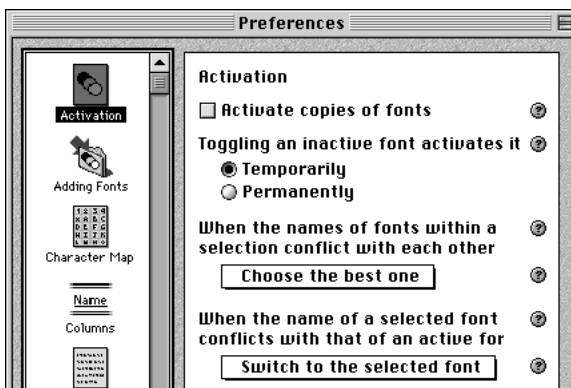 Preferences
Activation
Adding Fonts
Character Map
Name
Columns
Activation
Activate copies of fonts
Toggling an inactive font activates it
Temporarily
Permanently
When the names of fonts within a
selection conflict with each other
Choose the best one
When the name of a selected font
conflicts with that of an active for
Switch to the selected font